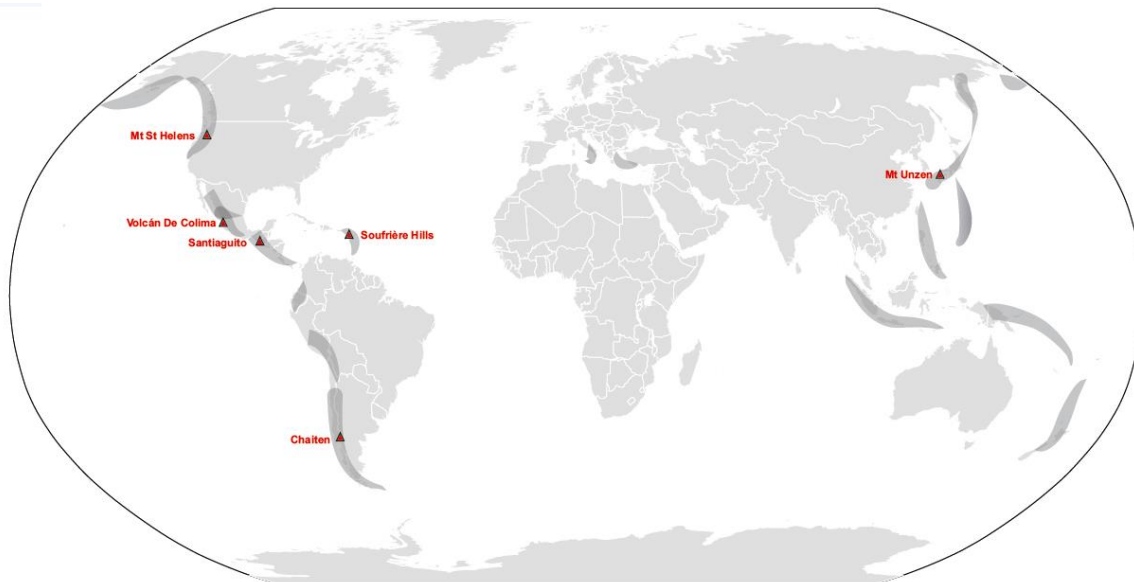 Mt St Helens
Mt Unzen
Volcán De Colima
Soufrière Hills
Santiaguito
Chaiten